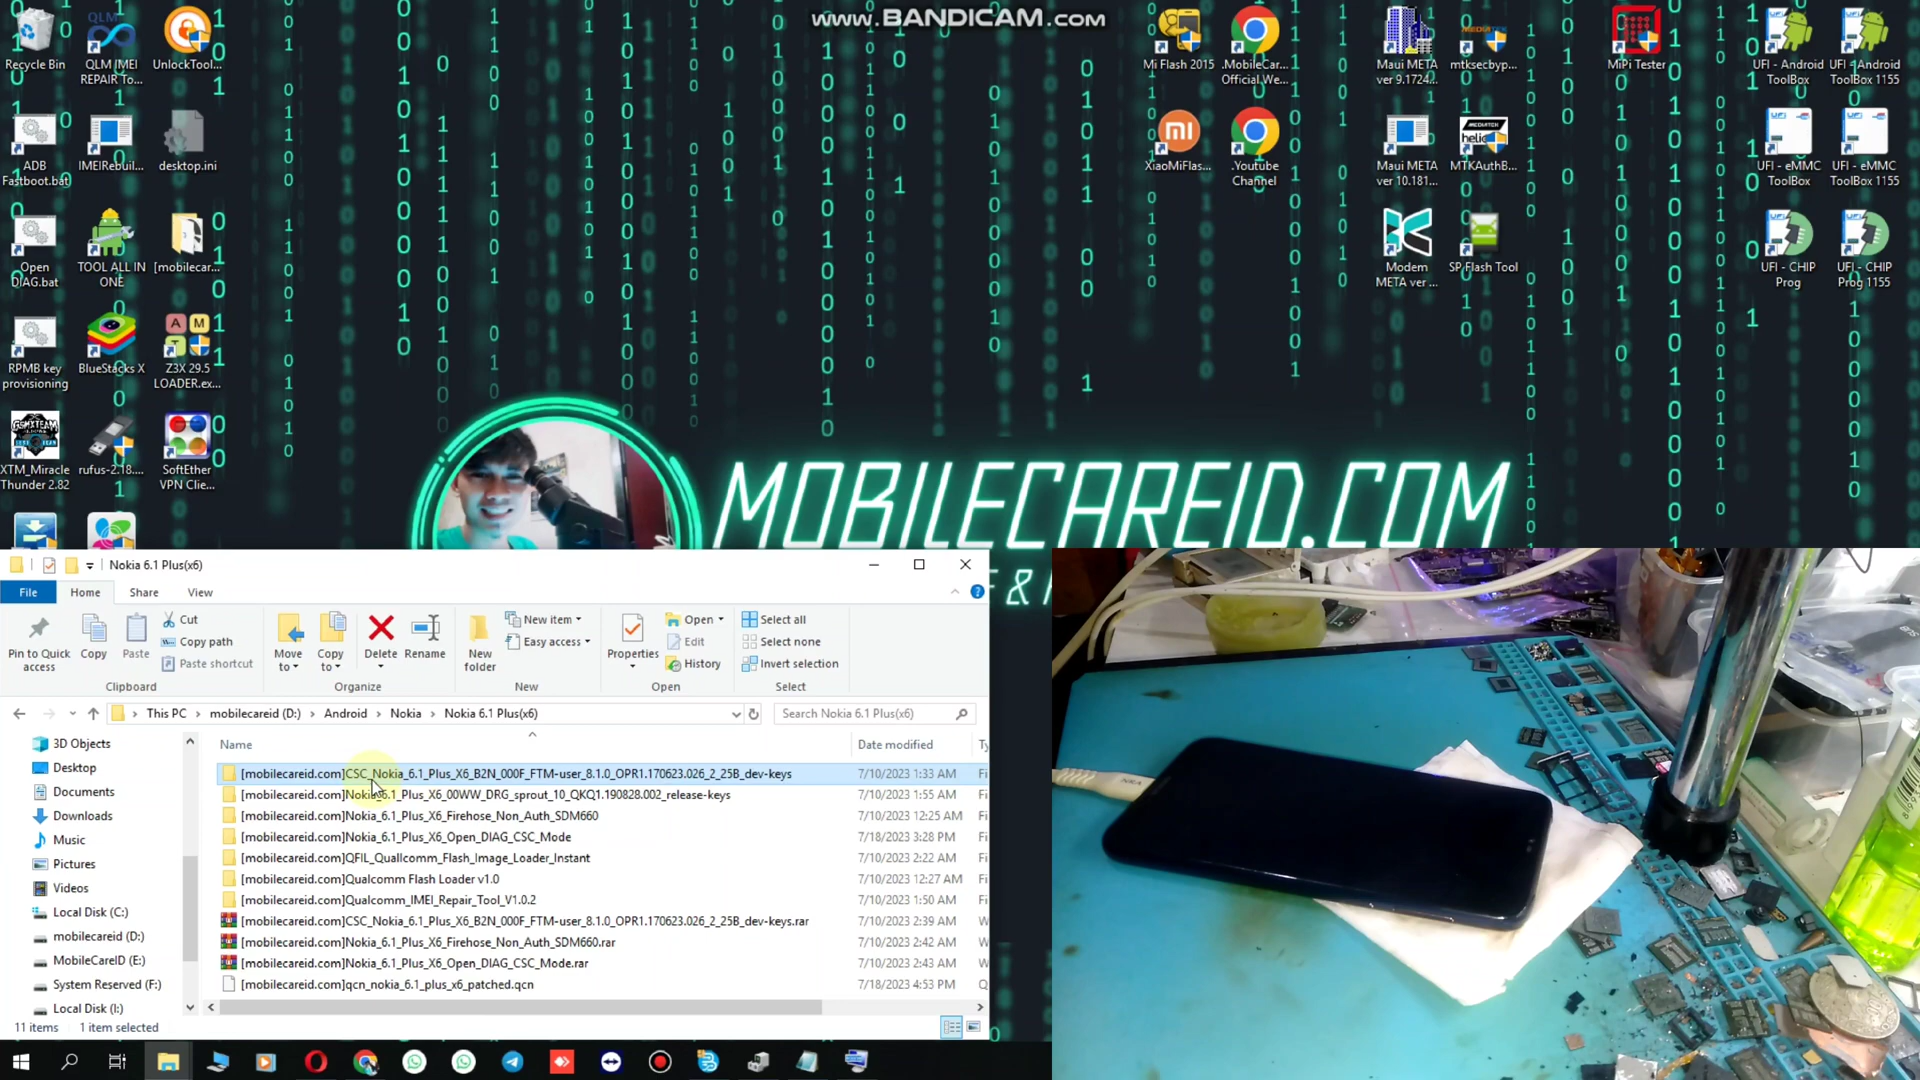 www.BANDICAM.com
Recycle Bin
QLM IMEI
REPAIR To...
UnlockTool...
Mi Flash 2015
.MobileCar...
Official We...
Maui META
ver 9.1724...
mtksecbyp...
MiPi Tester
UFI - Android
ToolBox
UFI - Android
ToolBox 1155
ADB
Fastboot.bat
IMEIRebuil...
desktop.ini
XiaoMiFlas...
.Youtube
Channel
Maui META
ver 10.181...
MTKAuthB...
UFI - eMMC
ToolBox
UFI - eMMC
ToolBox 1155
Open
DIAG.bat
TOOL ALL IN
ONE
[mobilecar...
Modem
META ver ...
SP Flash Tool
UFI - CHIP
Prog
UFI - CHIP
Prog 1155
RPMB key
provisioning
BlueStacks X
Z3X 29.5
LOADER.ex...
XTM_Miracle
Thunder 2.82
rufus-2.18....
SoftEther
VPN Clie...
MOBILECAREID.COM
Nokia 6.1 Plus(x6)
File
Home
Share
View
Pin to Quick
access
Copy
Paste
Cut
Copy path
Paste shortcut
Move
to
Copy
to
Delete
Rename
New
folder
New item
Easy access
Properties
Open
Edit
History
Select all
Select none
Invert selection
Clipboard
Organize
New
Open
Select
This PC > mobilecareid (D:) > Android > Nokia > Nokia 6.1 Plus(x6)
Search Nokia 6.1 Plus(x6)
3D Objects
Desktop
Documents
Downloads
Music
Pictures
Videos
Local Disk (C:)
mobilecareid (D:)
MobileCareID (E:)
System Reserved (F:)
Local Disk (I:)
Name
Date modified
Ty
[mobilecareid.com]CSC_Nokia_6.1_Plus_X6_B2N_000F_FTM-user_8.1.0_OPR1.170623.026_2_25B_dev-keys 7/10/2023 1:33 AM Fi
[mobilecareid.com]Nokia_6.1_Plus_X6_00WW_DRG_sprout_10_QKQ1.190828.002_release-keys 7/10/2023 1:55 AM Fi
[mobilecareid.com]Nokia_6.1_Plus_X6_Firehose_Non_Auth_SDM660 7/10/2023 12:25 AM Fi
[mobilecareid.com]Nokia_6.1_Plus_X6_Open_DIAG_CSC_Mode 7/18/2023 3:28 PM Fi
[mobilecareid.com]QFIL_Quallcomm_Flash_Image_Loader_Instant 7/10/2023 2:22 AM Fi
[mobilecareid.com]Qualcomm Flash Loader v1.0 7/10/2023 12:27 AM Fi
[mobilecareid.com]Qualcomm_IMEI_Repair_Tool_V1.0.2 7/10/2023 1:50 AM Fi
[mobilecareid.com]CSC_Nokia_6.1_Plus_X6_B2N_000F_FTM-user_8.1.0_OPR1.170623.026_2_25B_dev-keys.rar 7/10/2023 2:39 AM W
[mobilecareid.com]Nokia_6.1_Plus_X6_Firehose_Non_Auth_SDM660.rar 7/10/2023 2:42 AM W
[mobilecareid.com]Nokia_6.1_Plus_X6_Open_DIAG_CSC_Mode.rar 7/10/2023 2:43 AM W
[mobilecareid.com]qcn_nokia_6.1_plus_x6_patched.qcn 7/18/2023 4:53 PM Q
11 items
1 item selected